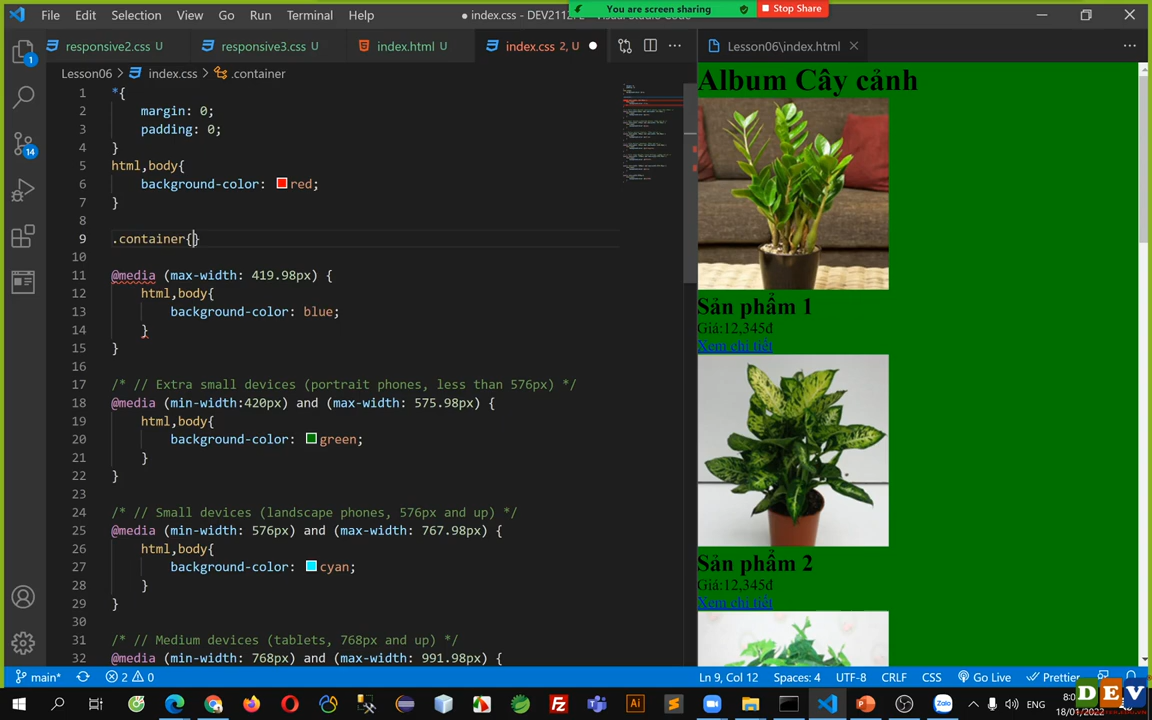 File Edit Selection View Go Run Terminal Help
● index.css - DEV2112
You are screen sharing
Stop Share
responsive2.css U
responsive3.css U
index.html U
index.css 2, U ●
Lesson06\index.html
Lesson06 > index.css > .container
1 *{
2 margin: 0;
3 padding: 0;
4 }
5 html,body{
6 background-color: red;
7 }
8
9 .container{}
10
11 @media (max-width: 419.98px) {
12 html,body{
13 background-color: blue;
14 }
15 }
16
17 /* // Extra small devices (portrait phones, less than 576px) */
18 @media (min-width:420px) and (max-width: 575.98px) {
19 html,body{
20 background-color: green;
21 }
22 }
23
24 /* // Small devices (landscape phones, 576px and up) */
25 @media (min-width: 576px) and (max-width: 767.98px) {
26 html,body{
27 background-color: cyan;
28 }
29 }
30
31 /* // Medium devices (tablets, 768px and up) */
32 @media (min-width: 768px) and (max-width: 991.98px) {
1
14
Album Cây cảnh
Sản phẩm 1
Giá:12,345đ
Xem chi tiết
Sản phẩm 2
Giá:12,345đ
Xem chi tiết
main* 2 0
Ln 9, Col 12 Spaces: 4 UTF-8 CRLF CSS Go Live Prettie
ENG
18/01/2022
DEV